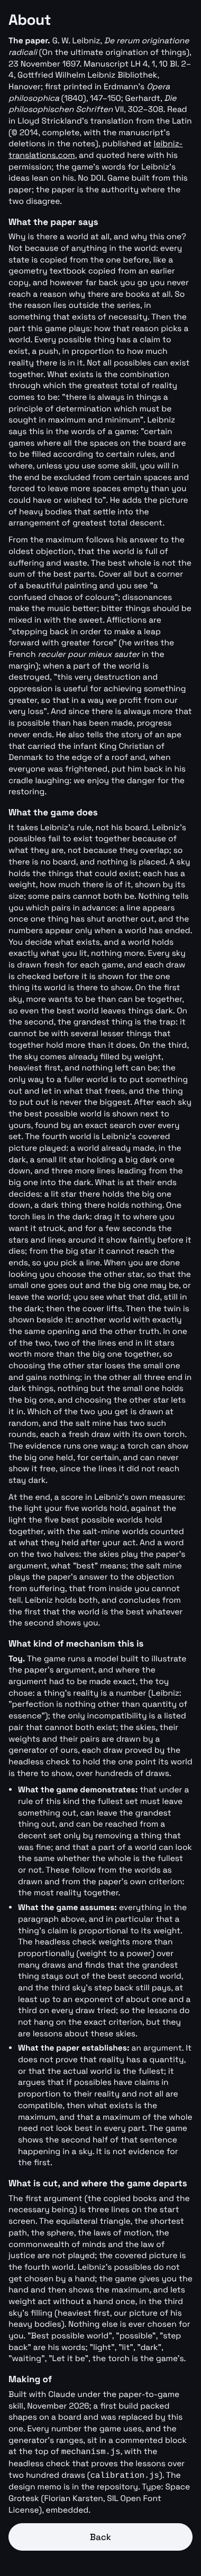 About
The paper. G. W. Leibniz, De rerum originatione
radicali (On the ultimate origination of things),
23 November 1697. Manuscript LH 4, 1, 10 Bl. 2–
4, Gottfried Wilhelm Leibniz Bibliothek,
Hanover; first printed in Erdmann's Opera
philosophica (1840), 147–150; Gerhardt, Die
philosophischen Schriften VII, 302–308. Read
in Lloyd Strickland's translation from the Latin
(© 2014, complete, with the manuscript's
deletions in the notes), published at leibniz-
translations.com, and quoted here with his
permission; the game's words for Leibniz's
ideas lean on his. No DOI. Game built from this
paper; the paper is the authority where the
two disagree.
What the paper says
Why is there a world at all, and why this one?
Not because of anything in the world: every
state is copied from the one before, like a
geometry textbook copied from an earlier
copy, and however far back you go you never
reach a reason why there are books at all. So
the reason lies outside the series, in
something that exists of necessity. Then the
part this game plays: how that reason picks a
world. Every possible thing has a claim to
exist, a push, in proportion to how much
reality there is in it. Not all possibles can exist
together. What exists is the combination
through which the greatest total of reality
comes to be: "there is always in things a
principle of determination which must be
sought in maximum and minimum". Leibniz
says this in the words of a game: "certain
games where all the spaces on the board are
to be filled according to certain rules, and
where, unless you use some skill, you will in
the end be excluded from certain spaces and
forced to leave more spaces empty than you
could have or wished to". He adds the picture
of heavy bodies that settle into the
arrangement of greatest total descent.
From the maximum follows his answer to the
oldest objection, that the world is full of
suffering and waste. The best whole is not the
sum of the best parts. Cover all but a corner
of a beautiful painting and you see "a
confused chaos of colours"; dissonances
make the music better; bitter things should be
mixed in with the sweet. Afflictions are
"stepping back in order to make a leap
forward with greater force" (he writes the
French reculer pour mieux sauter in the
margin); when a part of the world is
destroyed, "this very destruction and
oppression is useful for achieving something
greater, so that in a way we profit from our
very loss". And since there is always more that
is possible than has been made, progress
never ends. He also tells the story of an ape
that carried the infant King Christian of
Denmark to the edge of a roof and, when
everyone was frightened, put him back in his
cradle laughing: we enjoy the danger for the
restoring.
What the game does
It takes Leibniz's rule, not his board. Leibniz's
possibles fail to exist together because of
what they are, not because they overlap; so
there is no board, and nothing is placed. A sky
holds the things that could exist; each has a
weight, how much there is of it, shown by its
size; some pairs cannot both be. Nothing tells
you which pairs in advance: a line appears
once one thing has shut another out, and the
numbers appear only when a world has ended.
You decide what exists, and a world holds
exactly what you lit, nothing more. Every sky
is drawn fresh for each game, and each draw
is checked before it is shown for the one
thing its world is there to show. On the first
sky, more wants to be than can be together,
so even the best world leaves things dark. On
the second, the grandest thing is the trap: it
cannot be with several lesser things that
together hold more than it does. On the third,
the sky comes already filled by weight,
heaviest first, and nothing left can be; the
only way to a fuller world is to put something
out and let in what that frees, and the thing
to put out is never the biggest. After each sky
the best possible world is shown next to
yours, found by an exact search over every
set. The fourth world is Leibniz's covered
picture played: a world already made, in the
dark, a small lit star holding a big dark one
down, and three more lines leading from the
big one into the dark. What is at their ends
decides: a lit star there holds the big one
down, a dark thing there holds nothing. One
torch lies in the dark: drag it to where you
want it struck, and for a few seconds the
stars and lines around it show faintly before it
dies; from the big star it cannot reach the
ends, so you pick a line. When you are done
looking you choose the other star, so that the
small one goes out and the big one may be, or
leave the world; you see what that did, still in
the dark; then the cover lifts. Then the twin is
shown beside it: another world with exactly
the same opening and the other truth. In one
of the two, two of the lines end in lit stars
worth more than the big one together, so
choosing the other star loses the small one
and gains nothing; in the other all three end in
dark things, nothing but the small one holds
the big one, and choosing the other star lets
it in. Which of the two you get is drawn at
random, and the salt mine has two such
rounds, each a fresh draw with its own torch.
The evidence runs one way: a torch can show
the big one held, for certain, and can never
show it free, since the lines it did not reach
stay dark.
At the end, a score in Leibniz's own measure:
the light your five worlds hold, against the
light the five best possible worlds hold
together, with the salt-mine worlds counted
at what they held after your act. And a word
on the two halves: the skies play the paper's
argument, what "best" means; the salt mine
plays the paper's answer to the objection
from suffering, that from inside you cannot
tell. Leibniz holds both, and concludes from
the first that the world is the best whatever
the second shows you.
What kind of mechanism this is
Toy. The game runs a model built to illustrate
the paper's argument, and where the
argument had to be made exact, the toy
chose: a thing's reality is a number (Leibniz:
"perfection is nothing other than quantity of
essence"); the only incompatibility is a listed
pair that cannot both exist; the skies, their
weights and their pairs are drawn by a
generator of ours, each draw proved by the
headless check to hold the one point its world
is there to show, over hundreds of draws.
• What the game demonstrates: that under a
rule of this kind the fullest set must leave
something out, can leave the grandest
thing out, and can be reached from a
decent set only by removing a thing that
was fine; and that a part of a world can look
the same whether the whole is the fullest
or not. These follow from the worlds as
drawn and from the paper's own criterion:
the most reality together.
• What the game assumes: everything in the
paragraph above, and in particular that a
thing's claim is proportional to its weight.
The headless check weights more than
proportionally (weight to a power) over
many draws and finds that the grandest
thing stays out of the best second world,
and the third sky's step back still pays, at
least up to an exponent of about one and a
third on every draw tried; so the lessons do
not hang on the exact criterion, but they
are lessons about these skies.
• What the paper establishes: an argument. It
does not prove that reality has a quantity,
or that the actual world is the fullest; it
argues that if possibles have claims in
proportion to their reality and not all are
compatible, then what exists is the
maximum, and that a maximum of the whole
need not look best in every part. The game
shows the second half of that sentence
happening in a sky. It is not evidence for
the first.
What is cut, and where the game departs
The first argument (the copied books and the
necessary being) is three lines on the start
screen. The equilateral triangle, the shortest
path, the sphere, the laws of motion, the
commonwealth of minds and the law of
justice are not played; the covered picture is
the fourth world. Leibniz's possibles do not
get chosen by a hand; the game gives you the
hand and then shows the maximum, and lets
weight act without a hand once, in the third
sky's filling (heaviest first, our picture of his
heavy bodies). Nothing else is ever chosen for
you. "Best possible world", "possible", "step
back" are his words; "light", "lit", "dark",
"waiting", "Let it be", the torch is the game's.
Making of
Built with Claude under the paper-to-game
skill, November 2026; a first build packed
shapes on a board and was replaced by this
one. Every number the game uses, and the
generator's ranges, sit in a comment block
at the top of mechanism.js, with the
headless check that proves the lessons over
two hundred draws (calibration.js). The
design memo is in the repository. Type: Space
Grotesk (Florian Karsten, SIL Open Font
License), embedded.
Back